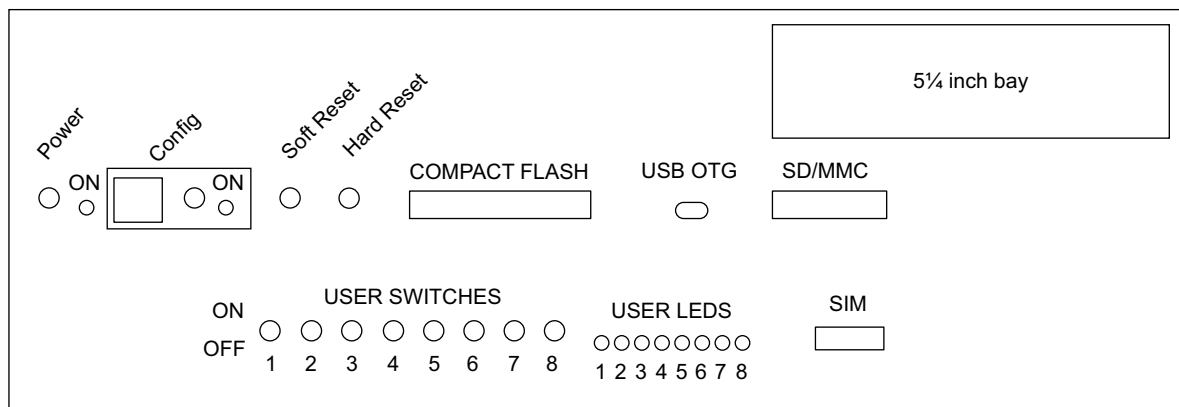 5¼ inch bay
Power
Config
Soft Reset
Hard Reset
ON
ON
COMPACT FLASH
USB OTG
SD/MMC
USER SWITCHES
ON
OFF
1 2 3 4 5 6 7 8
USER LEDS
1 2 3 4 5 6 7 8
SIM